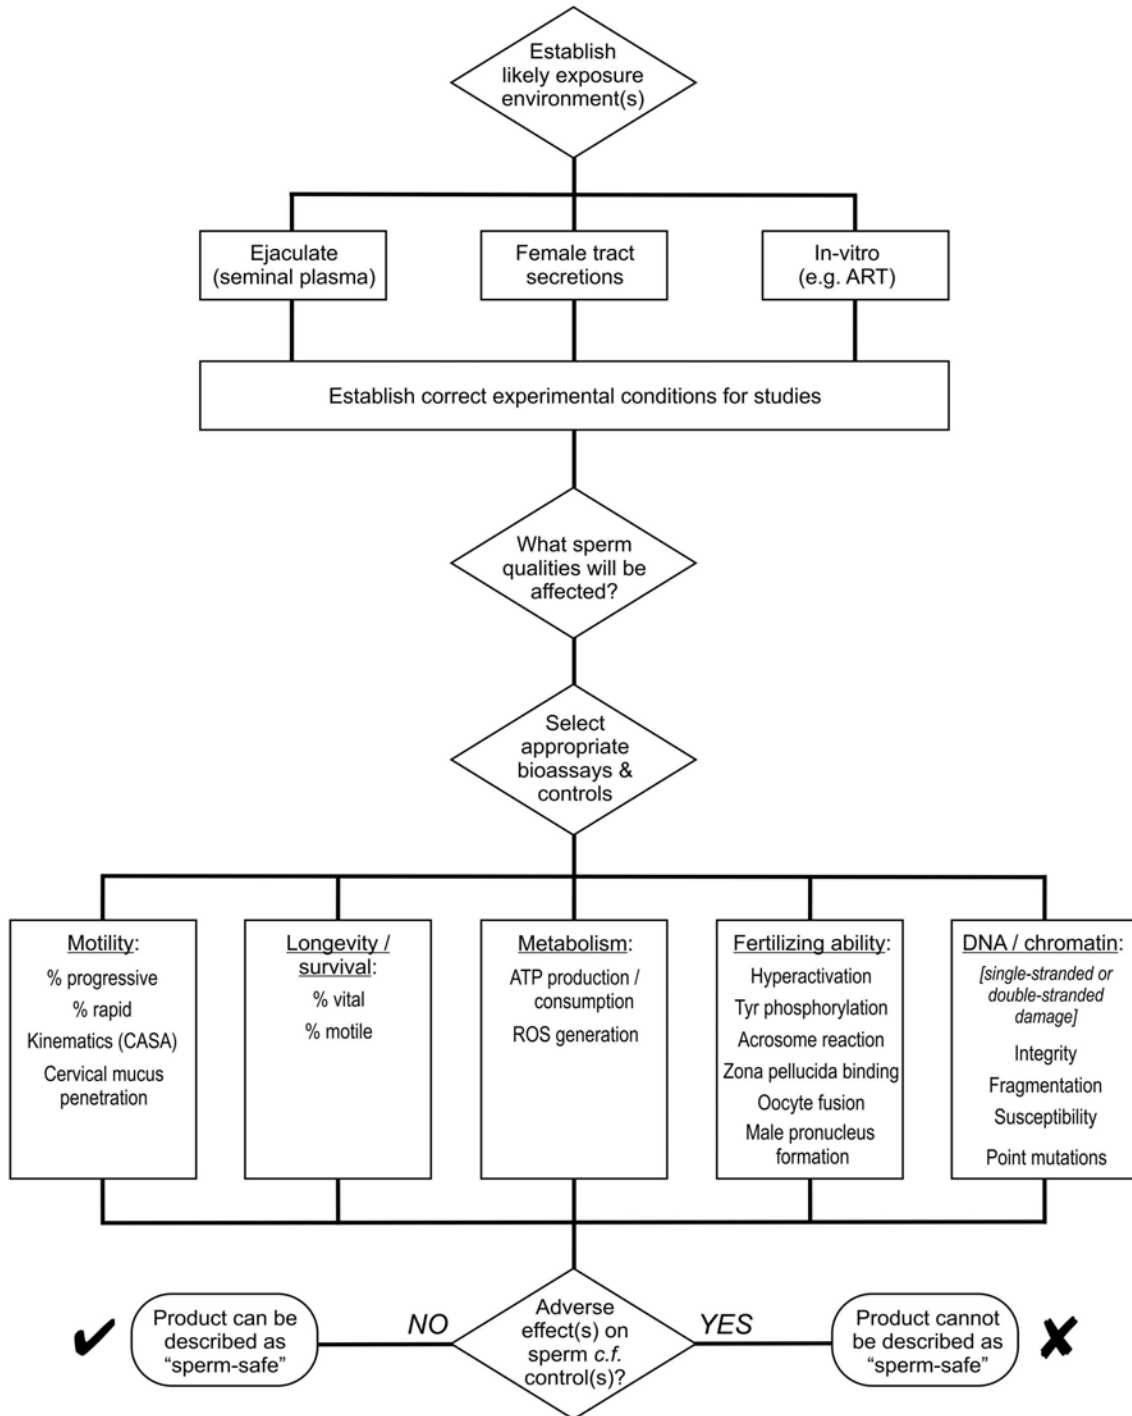 Establish
likely exposure
environment(s)
Ejaculate
(seminal plasma)
Female tract
secretions
In-vitro
(e.g. ART)
Establish correct experimental conditions for studies
What sperm
qualities will be
affected?
Select
appropriate
bioassays &
controls
Motility:
% progressive
% rapid
Kinematics (CASA)
Cervical mucus
penetration
Longevity /
survival:
% vital
% motile
Metabolism:
ATP production /
consumption
ROS generation
Fertilizing ability:
Hyperactivation
Tyr phosphorylation
Acrosome reaction
Zona pellucida binding
Oocyte fusion
Male pronucleus
formation
DNA / chromatin:
[single-stranded or
double-stranded
damage]
Integrity
Fragmentation
Susceptibility
Point mutations
Product can be
described as
“sperm-safe”
NO
Adverse
effect(s) on
sperm c.f.
control(s)?
YES
Product cannot
be described as
“sperm-safe”